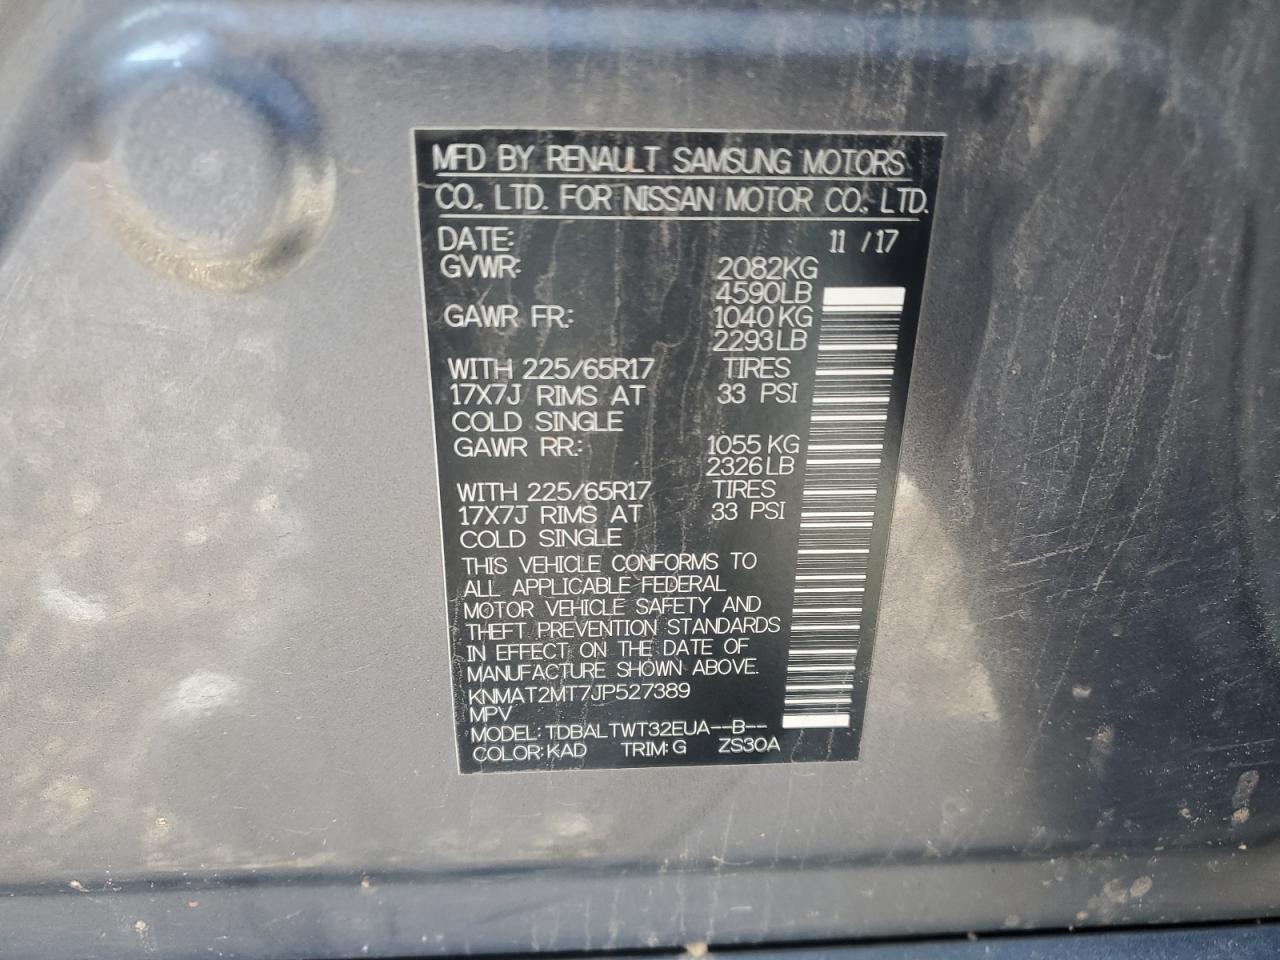 MFD BY RENAULT SAMSUNG MOTORS
CO., LTD. FOR NISSAN MOTOR CO., LTD.
DATE: 11 /17
GVWR: 2082KG
4590LB
GAWR FR.: 1040KG
2293LB
WITH 225/65R17 TIRES
17X7J RIMS AT 33 PSI
COLD SINGLE
GAWR RR.: 1055KG
2326LB
WITH 225/65R17 TIRES
17X7J RIMS AT 33 PSI
COLD SINGLE
THIS VEHICLE CONFORMS TO
ALL APPLICABLE FEDERAL
MOTOR VEHICLE SAFETY AND
THEFT PREVENTION STANDARDS
IN EFFECT ON THE DATE OF
MANUFACTURE SHOWN ABOVE.
KNMAT2MT7JP527389
MPV
MODEL: TDBALTWT32EUA--B--
COLOR: KAD TRIM: G ZS30A